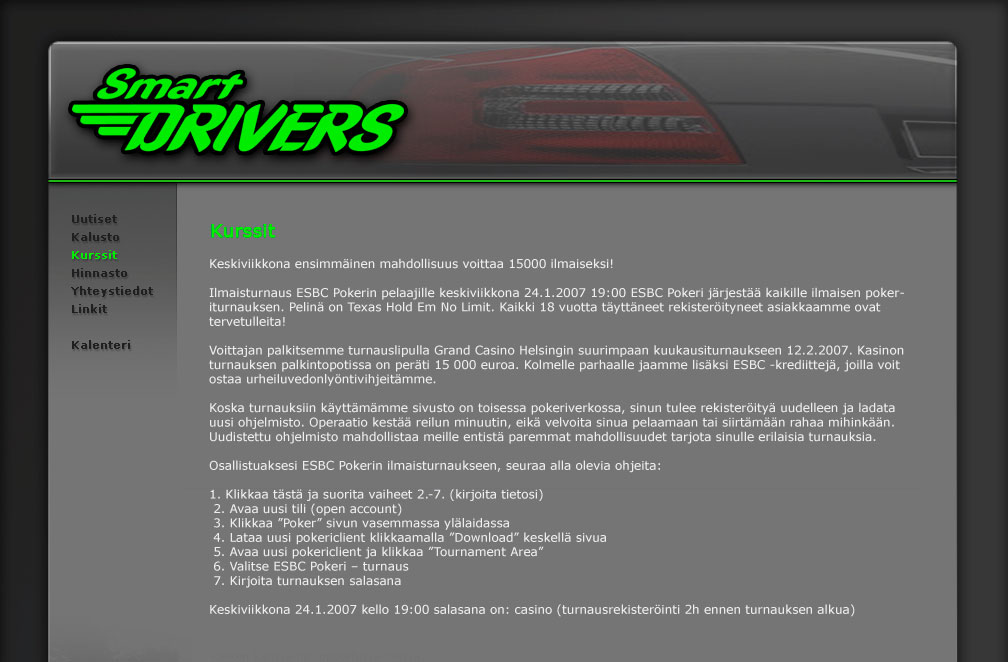 Smart
DRIVERS
Uutiset
Kalusto
Kurssit
Hinnasto
Yhteystiedot
Linkit
Kalenteri
Kurssit
Keskiviikkona ensimmäinen mahdollisuus voittaa 15000 ilmaiseksi!
Ilmaisturnaus ESBC Pokerin pelaajille keskiviikkona 24.1.2007 19:00 ESBC Pokeri järjestää kaikille ilmaisen poker-
iturnauksen. Pelinä on Texas Hold Em No Limit. Kaikki 18 vuotta täyttäneet rekisteröityneet asiakkaamme ovat
tervetulleita!
Voittajan palkitsemme turnauslipulla Grand Casino Helsingin suurimpaan kuukausiturnaukseen 12.2.2007. Kasinon
turnauksen palkintopotissa on peräti 15 000 euroa. Kolmelle parhaalle jaamme lisäksi ESBC -krediittejä, joilla voit
ostaa urheiluvedonlyöntivihjeitämme.
Koska turnauksiin käyttämämme sivusto on toisessa pokeriverkossa, sinun tulee rekisteröityä uudelleen ja ladata
uusi ohjelmisto. Operaatio kestää reilun minuutin, eikä velvoita sinua pelaamaan tai siirtämään rahaa mihinkään.
Uudistettu ohjelmisto mahdollistaa meille entistä paremmat mahdollisuudet tarjota sinulle erilaisia turnauksia.
Osallistuaksesi ESBC Pokerin ilmaisturnaukseen, seuraa alla olevia ohjeita:
1. Klikkaa tästä ja suorita vaiheet 2.-7. (kirjoita tietosi)
2. Avaa uusi tili (open account)
3. Klikkaa ”Poker” sivun vasemmassa ylälaidassa
4. Lataa uusi pokericlient klikkaamalla ”Download” keskellä sivua
5. Avaa uusi pokericlient ja klikkaa ”Tournament Area”
6. Valitse ESBC Pokeri – turnaus
7. Kirjoita turnauksen salasana
Keskiviikkona 24.1.2007 kello 19:00 salasana on: casino (turnausrekisteröinti 2h ennen turnauksen alkua)